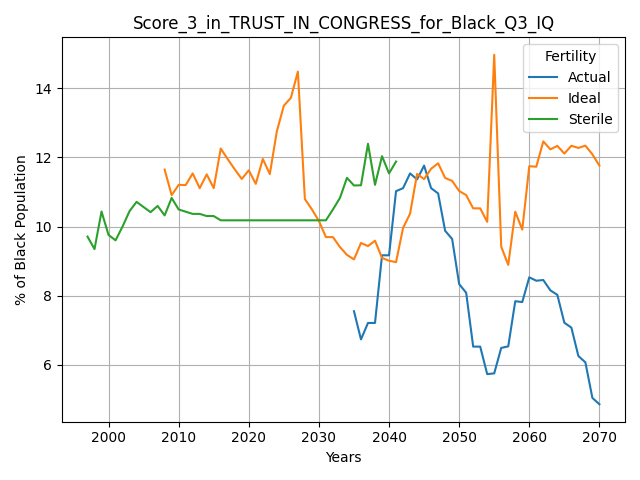 Score_3_in_TRUST_IN_CONGRESS_for_Black_Q3_IQ
Fertility
Actual
Ideal
Sterile
% of Black Population
14
12
10
8
6
2000 2010 2020 2030 2040 2050 2060 2070
Years